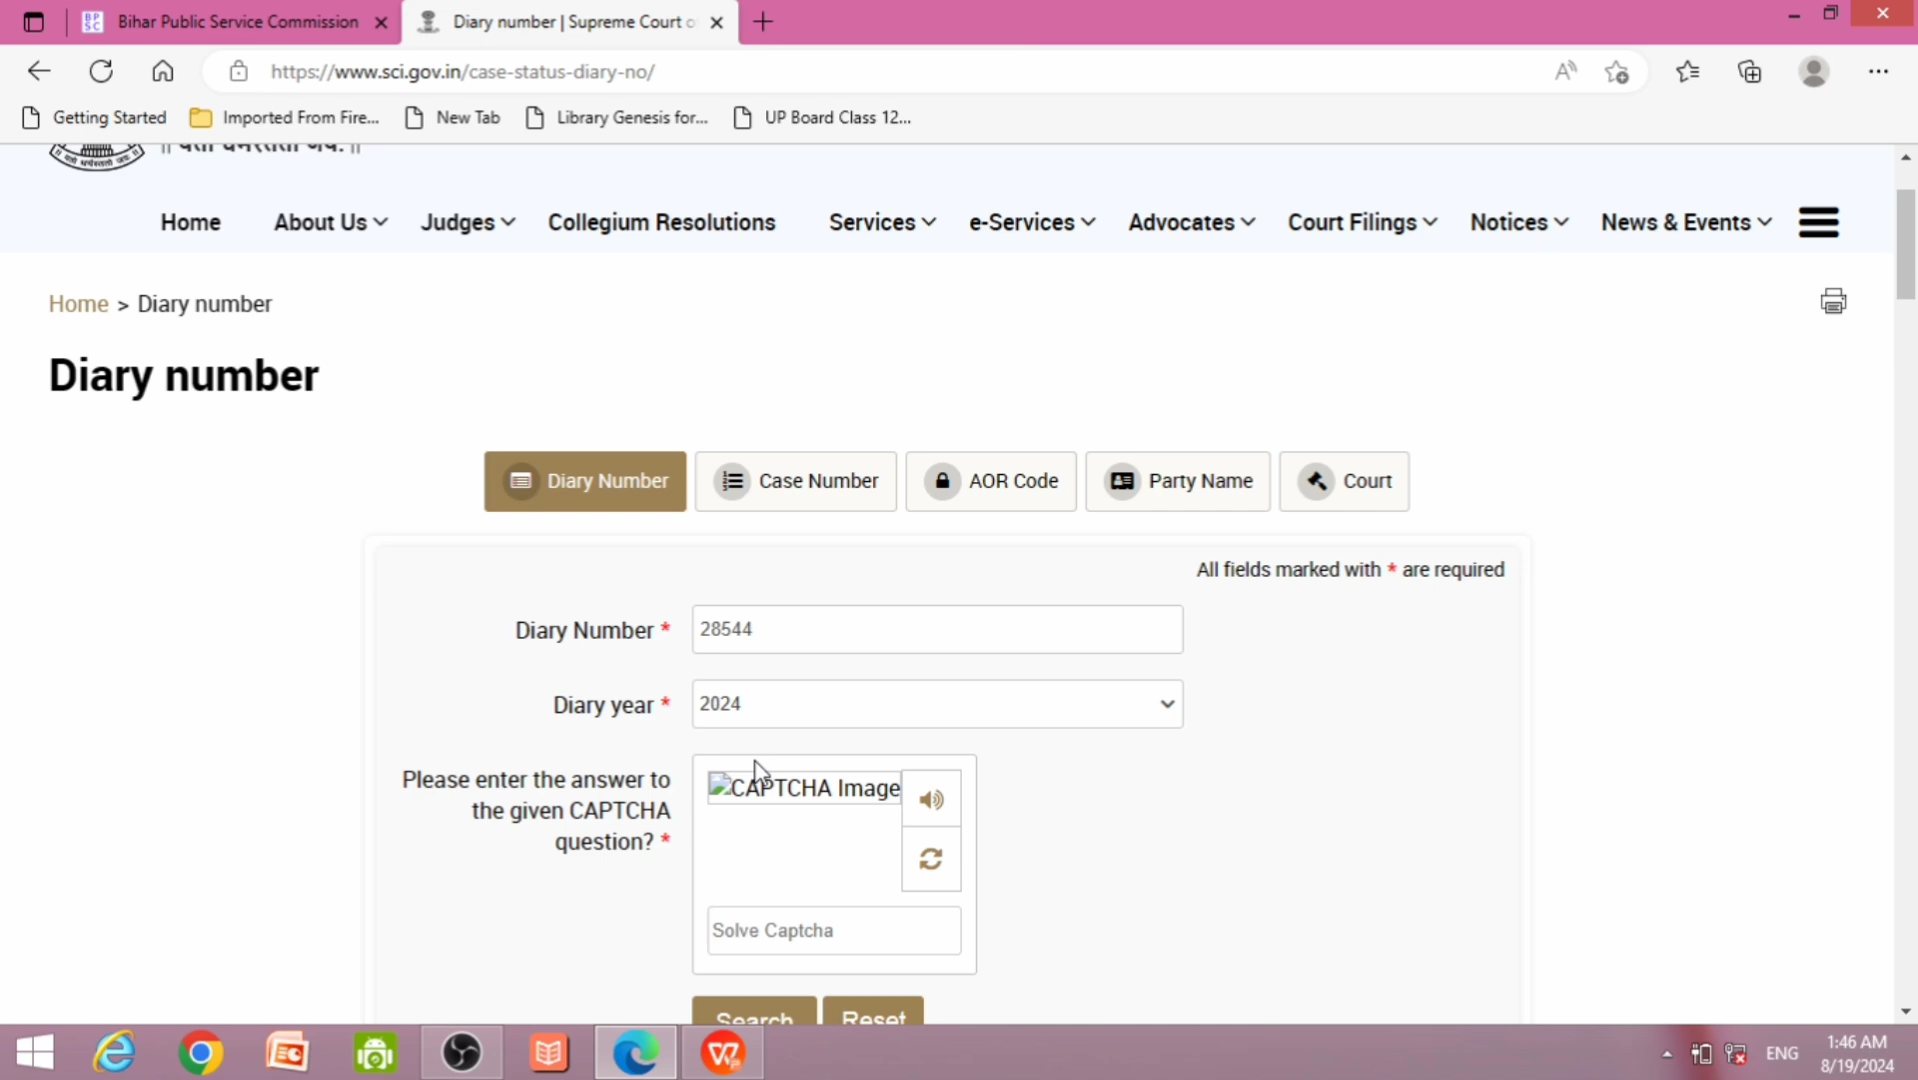 Bihar Public Service Commission
Diary number | Supreme Court o
https://www.sci.gov.in/case-status-diary-no/
Getting Started
Imported From Fire...
New Tab
Library Genesis for...
UP Board Class 12...
Home
About Us
Judges
Collegium Resolutions
Services
e-Services
Advocates
Court Filings
Notices
News & Events
Home > Diary number
Diary number
Diary Number
Case Number
AOR Code
Party Name
Court
All fields marked with * are required
Diary Number *
28544
Diary year *
2024
Please enter the answer to
the given CAPTCHA
question? *
CAPTCHA Image
Solve Captcha
Search
Reset
ENG
1:46 AM
8/19/2024